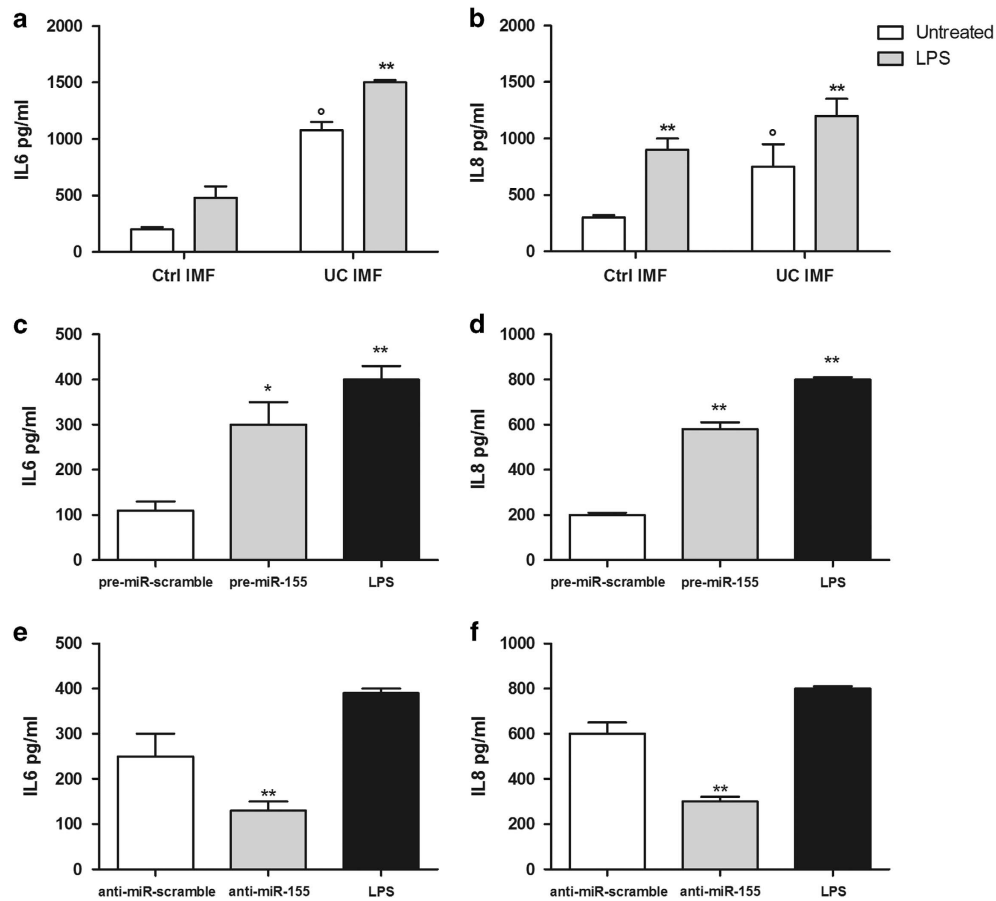 a
IL6 pg/ml
2000
1500
1000
500
0
°
**
Ctrl IMF UC IMF
b
Untreated
LPS
IL8 pg/ml
2000
1500
1000
500
0
**
°
**
Ctrl IMF UC IMF
c
IL6 pg/ml
500
400
300
200
100
0
*
**
pre-miR-scramble pre-miR-155 LPS
d
IL8 pg/ml
1000
800
600
400
200
0
**
**
pre-miR-scramble pre-miR-155 LPS
e
IL6 pg/ml
500
400
300
200
100
0
**
anti-miR-scramble anti-miR-155 LPS
f
IL8 pg/ml
1000
800
600
400
200
0
**
anti-miR-scramble anti-miR-155 LPS